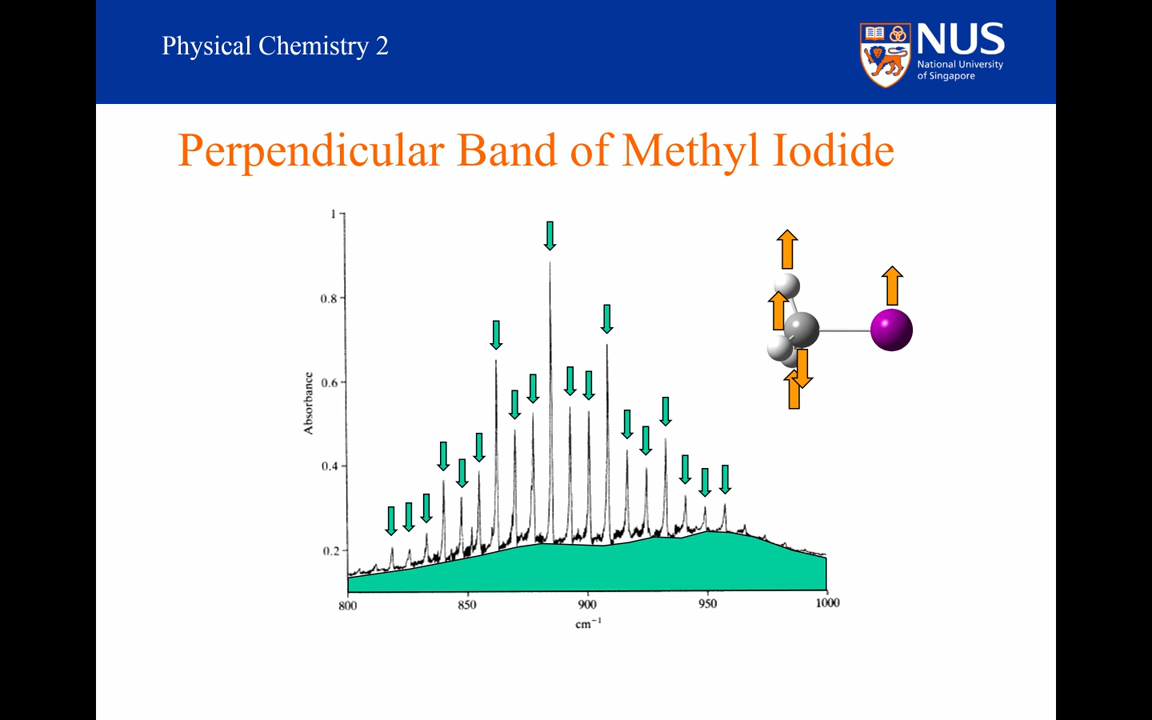 Physical Chemistry 2
NUS
National University
of Singapore
Perpendicular Band of Methyl Iodide
1
0.8
0.6
0.4
0.2
Absorbance
800
850
900
950
1000
cm⁻¹